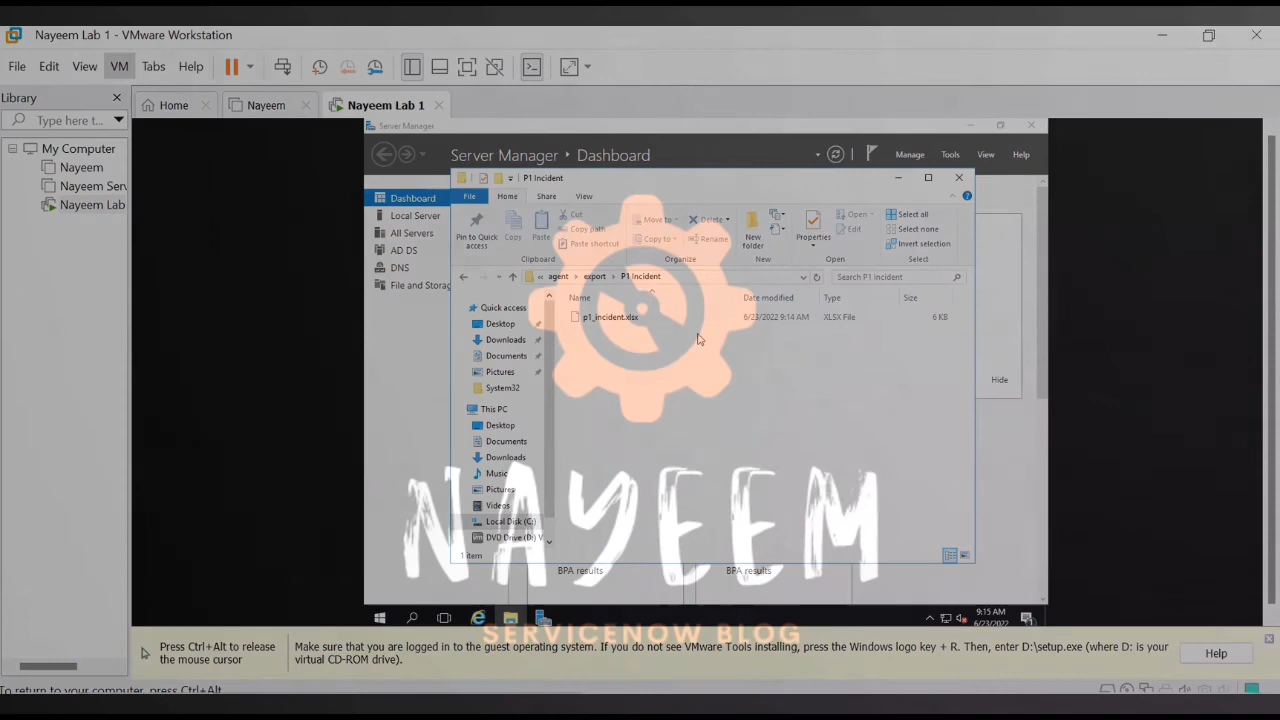 Nayeem Lab 1 - VMware Workstation
File Edit View VM Tabs Help
Library
Type here t...
Home
Nayeem
Nayeem Lab 1
My Computer
Nayeem
Nayeem Serv
Nayeem Lab
Server Manager
Server Manager ‣ Dashboard
Manage Tools View Help
Dashboard
Local Server
All Servers
AD DS
DNS
File and Storag
P1 Incident
File Home Share View
Pin to Quick access
Copy
Paste
Cut
Copy path
Paste shortcut
Clipboard
Move to
Copy to
Delete
Rename
Organize
New folder
New
Properties
Open
Edit
Open
Select all
Select none
Invert selection
Select
« agent › export › P1 Incident
Search P1 Incident
Name Date modified Type Size
p1_incident.xlsx 6/23/2022 9:14 AM XLSX File 6 KB
Quick access
Desktop
Downloads
Documents
Pictures
System32
This PC
Desktop
Documents
Downloads
Music
Pictures
Videos
Local Disk (C:)
DVD Drive (D:) V
1 item
Hide
BPA results
BPA results
NAYEEM
SERVICENOW BLOG
9:15 AM
6/23/2022
Press Ctrl+Alt to release
the mouse cursor
Make sure that you are logged in to the guest operating system. If you do not see VMware Tools installing, press the Windows logo key + R. Then, enter D:\setup.exe (where D: is your
virtual CD-ROM drive).
Help
To return to your computer, press Ctrl+Alt.